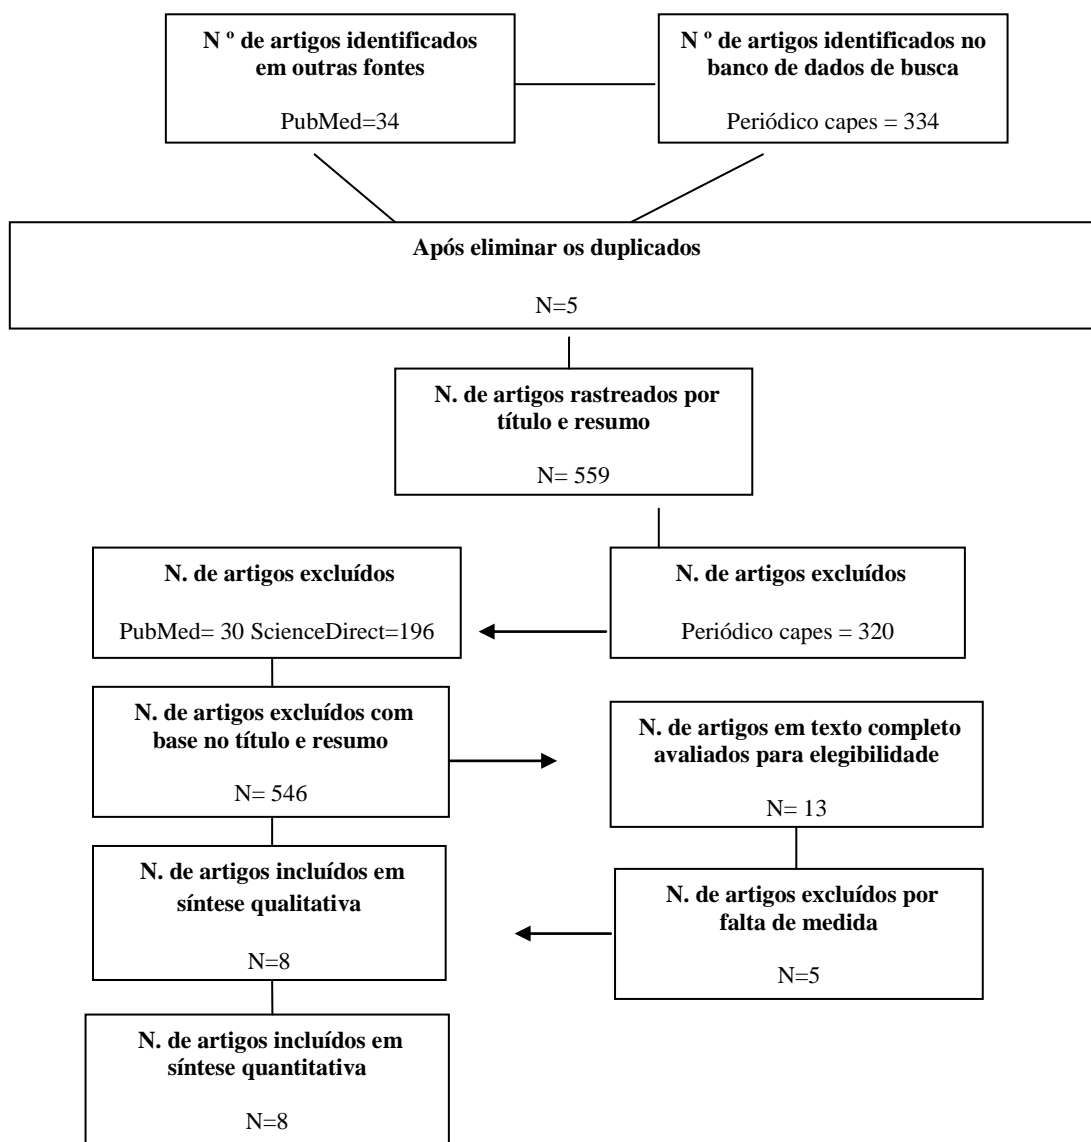 N º de artigos identificados
em outras fontes
PubMed=34
N º de artigos identificados no
banco de dados de busca
Periódico capes = 334
Após eliminar os duplicados
N=5
N. de artigos rastreados por
título e resumo
N= 559
N. de artigos excluídos
PubMed= 30 ScienceDirect=196
N. de artigos excluídos
Periódico capes = 320
N. de artigos excluídos com
base no título e resumo
N= 546
N. de artigos em texto completo
avaliados para elegibilidade
N= 13
N. de artigos incluídos em
síntese qualitativa
N=8
N. de artigos excluídos por
falta de medida
N=5
N. de artigos incluídos em
síntese quantitativa
N=8